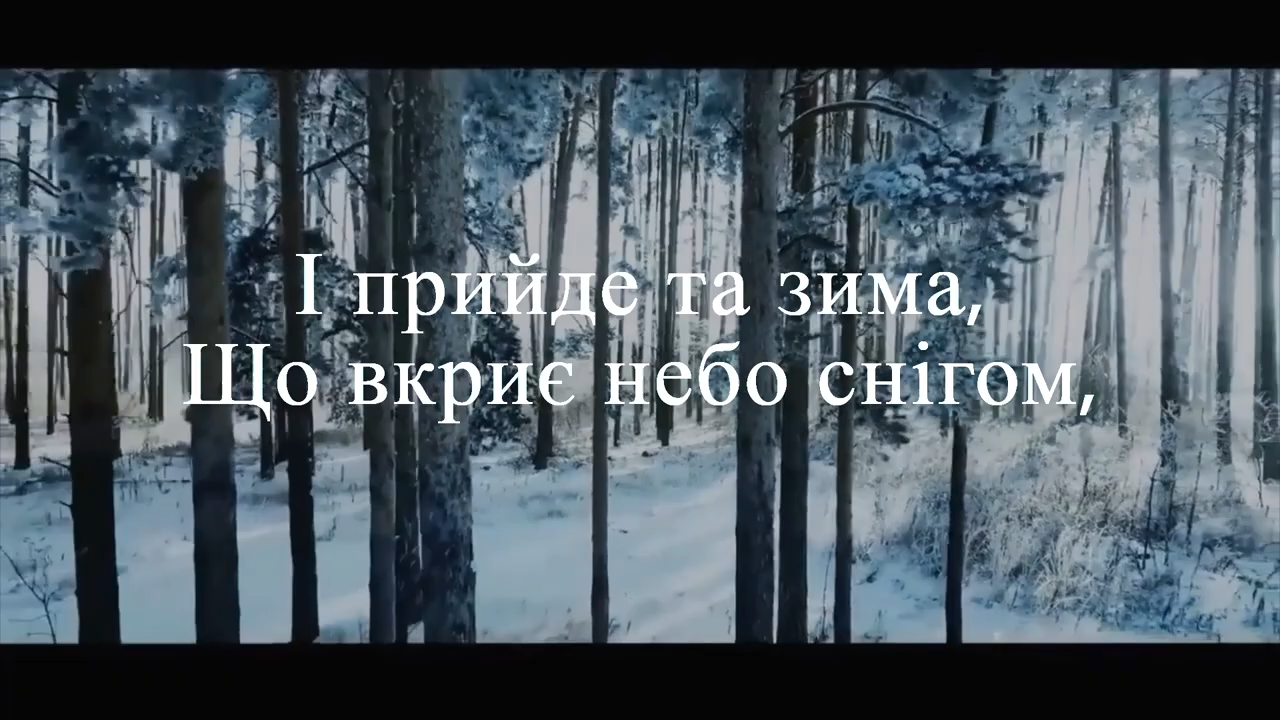 І прийде та зима,
Що вкриє небо снігом,